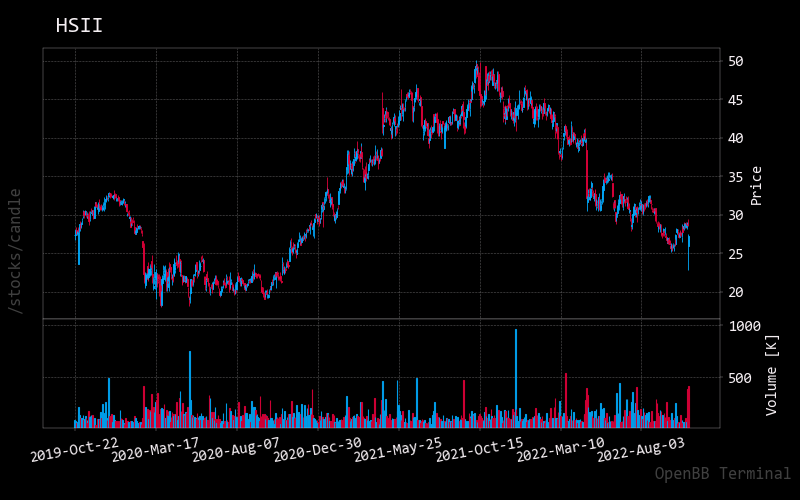 HSII
50
45
40
35
30
25
20
Price
1000
500
Volume [K]
2019-Oct-22
2020-Mar-17
2020-Aug-07
2020-Dec-30
2021-May-25
2021-Oct-15
2022-Mar-10
2022-Aug-03
/stocks/candle
OpenBB Terminal